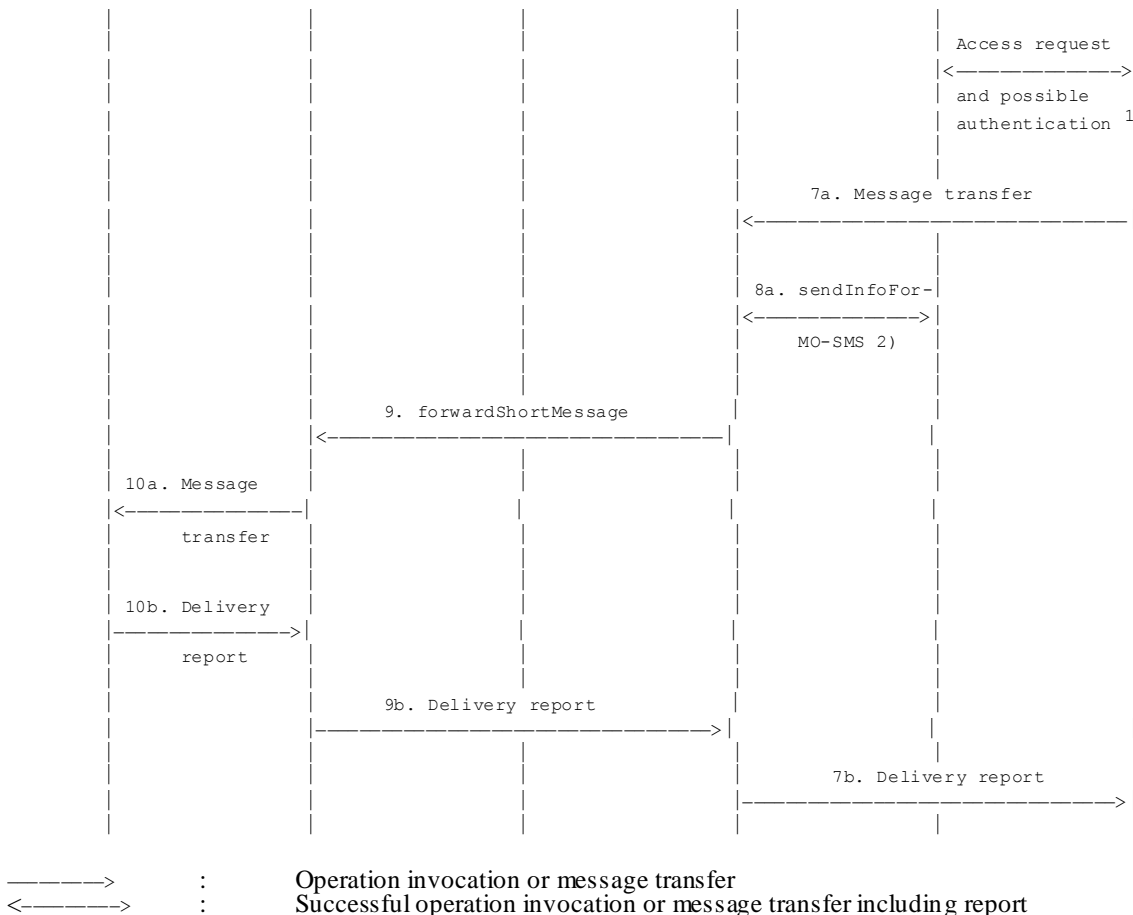 Access request
and possible
authentication 1
7a. Message transfer
8a. sendInfoFor-
MO-SMS 2)
9. forwardShortMessage
10a. Message
transfer
10b. Delivery
report
9b. Delivery report
7b. Delivery report
: Operation invocation or message transfer
: Successful operation invocation or message transfer including report